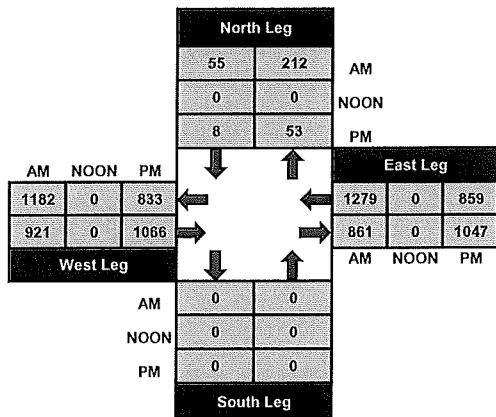 North Leg
55 212 AM
0 0 NOON
8 53 PM
AM NOON PM
1182 0 833
921 0 1066
West Leg
East Leg
1279 0 859
861 0 1047
AM NOON PM
AM 0 0
NOON 0 0
PM 0 0
South Leg